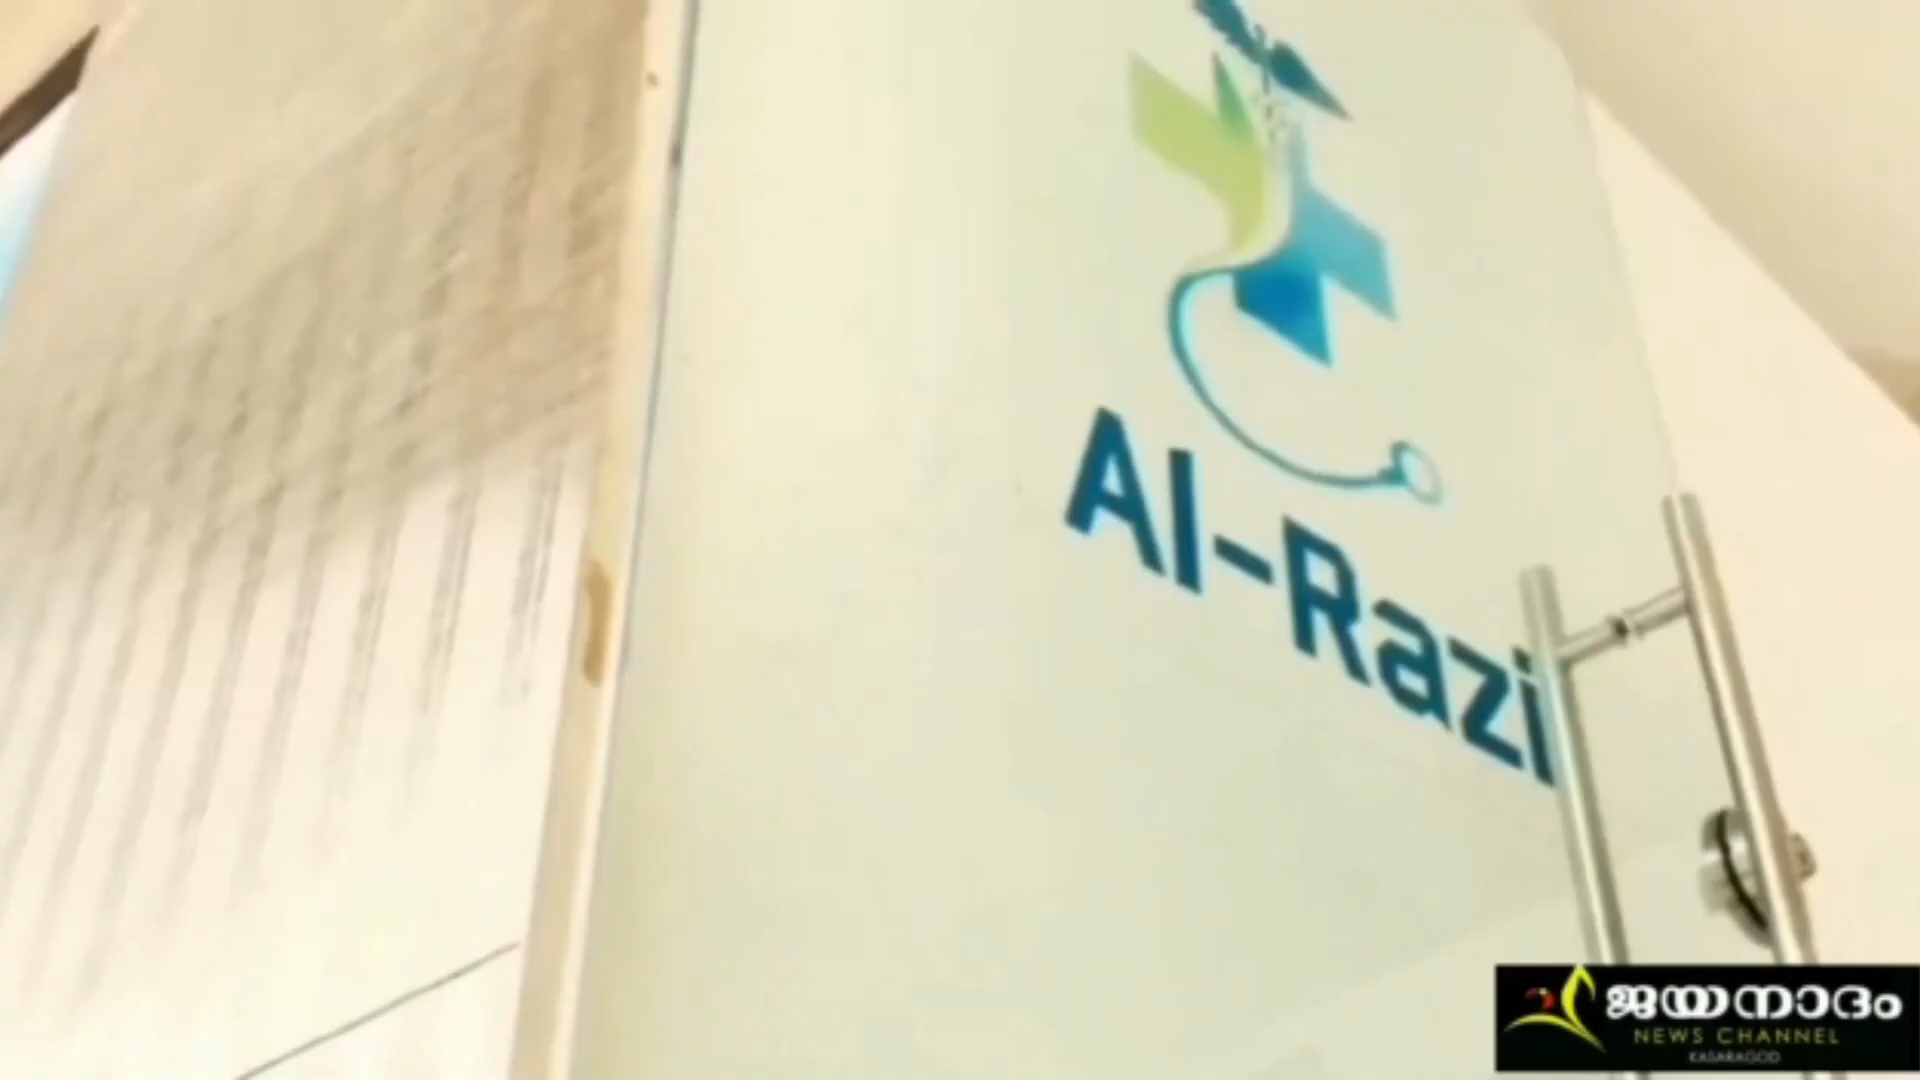 Al-Razi
ജയനാദം
NEWS CHANNEL
KASARAGOD